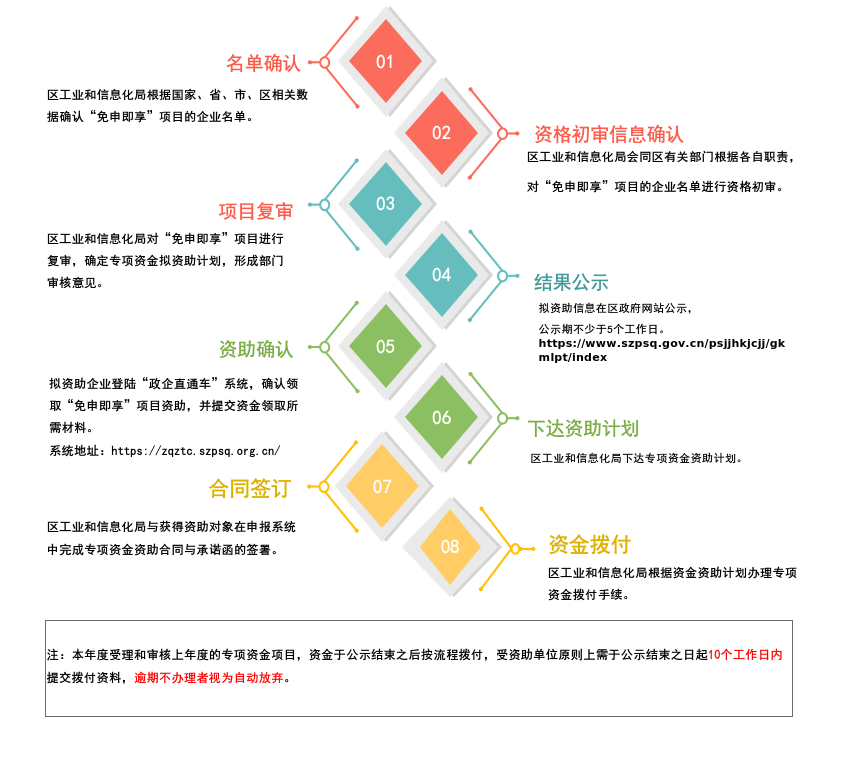 01
名单确认
区工业和信息化局根据国家、省、市、区相关数
据确认“免申即享”项目的企业名单。
02
资格初审信息确认
区工业和信息化局会同区有关部门根据各自职责，
对“免申即享”项目的企业名单进行资格初审。
03
项目复审
区工业和信息化局对“免申即享”项目进行
复审，确定专项资金拟资助计划，形成部门
审核意见。
04
结果公示
拟资助信息在区政府网站公示，
公示期不少于5个工作日。
https://www.szpsq.gov.cn/psjjhkjcjj/gk
mlpt/index
05
资助确认
拟资助企业登陆“政企直通车”系统，确认领
取“免申即享”项目资助，并提交资金领取所
需材料。
系统地址：https://zqztc.szpsq.org.cn/
06
下达资助计划
区工业和信息化局下达专项资金资助计划。
07
合同签订
区工业和信息化局与获得资助对象在申报系统
中完成专项资金资助合同与承诺函的签署。
08
资金拨付
区工业和信息化局根据资金资助计划办理专项
资金拨付手续。
注：本年度受理和审核上年度的专项资金项目，资金于公示结束之后按流程拨付，受资助单位原则上需于公示结束之日起10个工作日内
提交拨付资料，逾期不办理者视为自动放弃。